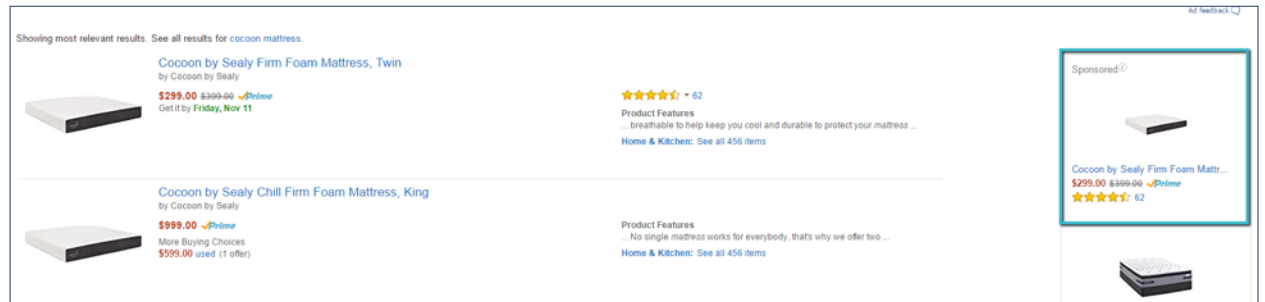 Ad feedback
Showing most relevant results. See all results for cocoon mattress.
Cocoon by Sealy Firm Foam Mattress, Twin
by Cocoon by Sealy
$299.00 $399.00 Prime
Get it by Friday, Nov 11
62
Product Features
... breathable to help keep you cool and durable to protect your mattress ...
Home & Kitchen: See all 456 items
Cocoon by Sealy Chill Firm Foam Mattress, King
by Cocoon by Sealy
$999.00 Prime
More Buying Choices
$599.00 used (1 offer)
Product Features
... No single mattress works for everybody, that's why we offer two ...
Home & Kitchen: See all 456 items
Sponsored
Cocoon by Sealy Firm Foam Mattr...
$299.00 $399.00 Prime
62